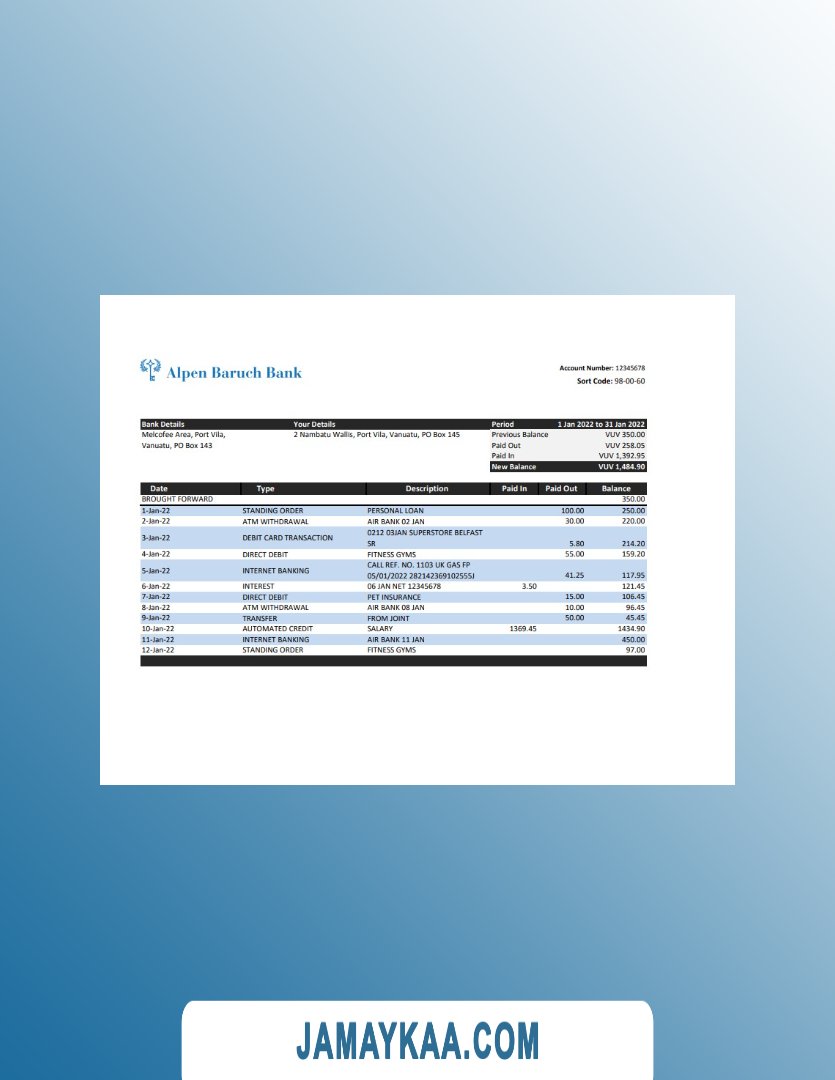 Alpen Baruch Bank
Account Number: 12345678
Sort Code: 98-00-60
Bank Details Your Details Period 1 Jan 2022 to 31 Jan 2022
Melcofee Area, Port Vila, 2 Nambatu Wallis, Port Vila, Vanuatu, PO Box 145 Previous Balance VUV 350.00
Vanuatu, PO Box 143 Paid Out VUV 258.05
Paid In VUV 1,392.95
New Balance VUV 1,484.90
Date Type Description Paid In Paid Out Balance
BROUGHT FORWARD 350.00
1-Jan-22 STANDING ORDER PERSONAL LOAN 100.00 250.00
2-Jan-22 ATM WITHDRAWAL AIR BANK 02 JAN 30.00 220.00
3-Jan-22 DEBIT CARD TRANSACTION 0212 03JAN SUPERSTORE BELFAST
SR 5.80 214.20
4-Jan-22 DIRECT DEBIT FITNESS GYMS 55.00 159.20
5-Jan-22 INTERNET BANKING CALL REF. NO. 1103 UK GAS FP
05/01/2022 282142369102555J 41.25 117.95
6-Jan-22 INTEREST 06 JAN NET 12345678 3.50 121.45
7-Jan-22 DIRECT DEBIT PET INSURANCE 15.00 106.45
8-Jan-22 ATM WITHDRAWAL AIR BANK 08 JAN 10.00 96.45
9-Jan-22 TRANSFER FROM JOINT 50.00 45.45
10-Jan-22 AUTOMATED CREDIT SALARY 1369.45 1434.90
11-Jan-22 INTERNET BANKING AIR BANK 11 JAN 450.00
12-Jan-22 STANDING ORDER FITNESS GYMS 97.00
JAMAYKAA.COM